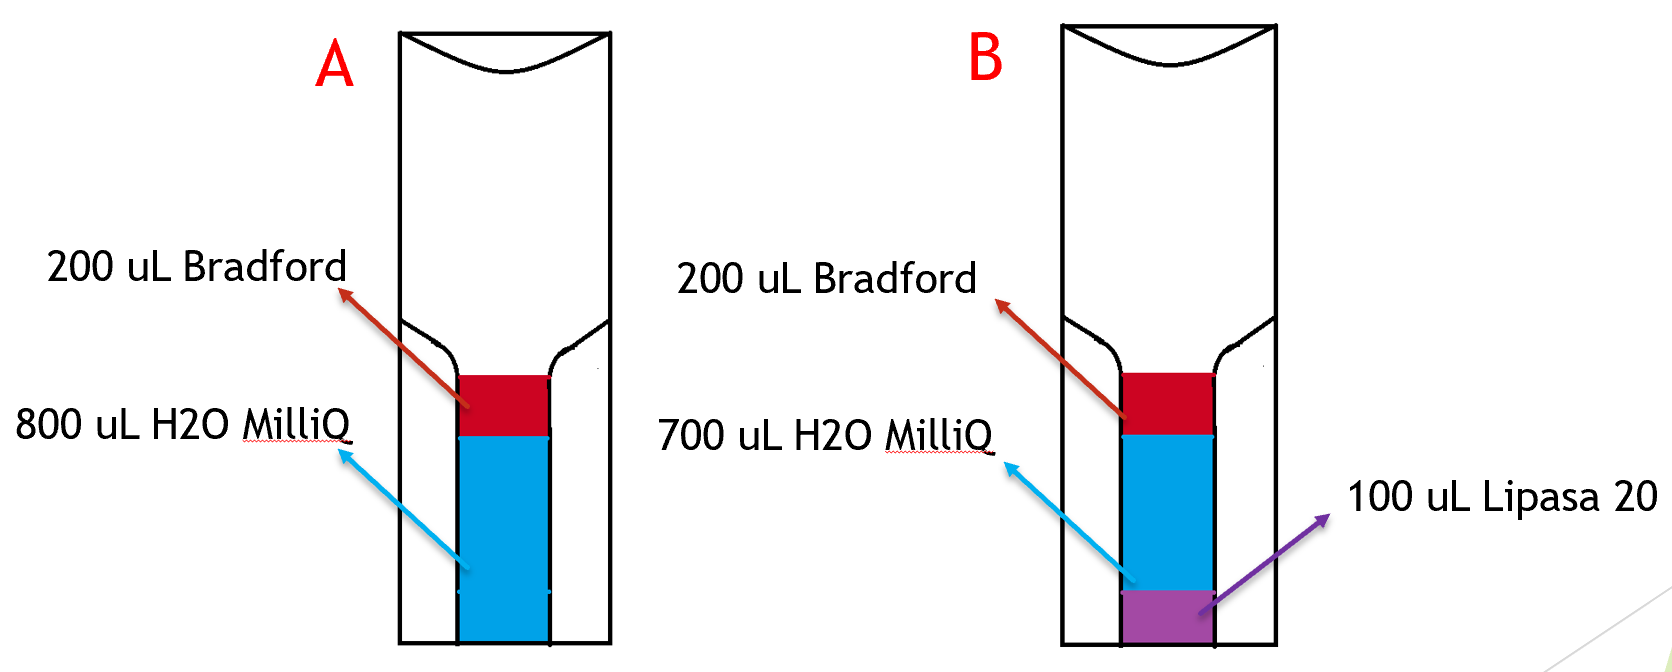 A
200 uL Bradford
800 uL H2O MilliQ
B
200 uL Bradford
700 uL H2O MilliQ
100 uL Lipasa 20